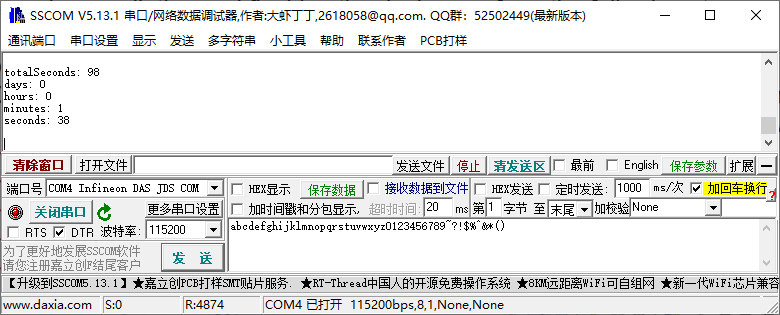 SSCOM V5.13.1 串口/网络数据调试器,作者:大虾丁丁,2618058@qq.com. QQ群: 52502449(最新版本)
通讯端口 串口设置 显示 发送 多字符串 小工具 帮助 联系作者 PCB打样
totalSeconds: 98
days: 0
hours: 0
minutes: 1
seconds: 38
清除窗口 打开文件 发送文件 停止 清发送区 最前 English 保存参数 扩展 —
端口号 COM4 Infineon DAS JDS COM HEX显示 保存数据 接收数据到文件 HEX发送 定时发送: 1000 ms/次 加回车换行
关闭串口 更多串口设置 加时间戳和分包显示, 超时时间: 20 ms 第 1 字节 至 末尾 加校验 None
RTS DTR 波特率: 115200
abcdefghijklmnopqrstuvwxyz0123456789~?!$%^&*()
为了更好地发展SSCOM软件
请您注册嘉立创F结尾客户
发 送
【升级到SSCOM5.13.1】★嘉立创PCB打样SMT贴片服务. ★RT-Thread中国人的开源免费操作系统 ★8KM远距离WiFi可自组网 ★新一代WiFi芯片兼容
www.daxia.com S:0 R:4874 COM4 已打开 115200bps,8,1,None,None